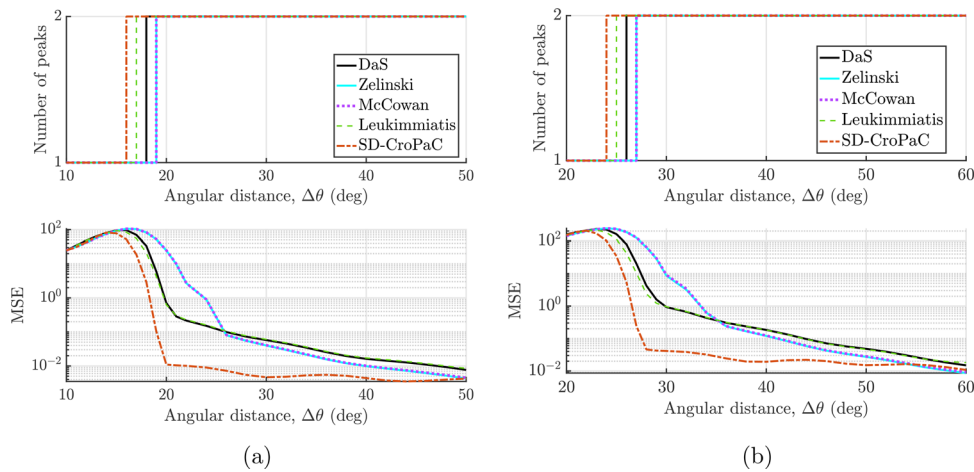 Number of peaks
2
1
DaS
Zelinski
McCowan
Leukimmiatis
SD-CroPaC
10 20 30 40 50
Angular distance, Δθ (deg)
Number of peaks
2
1
DaS
Zelinski
McCowan
Leukimmiatis
SD-CroPaC
20 30 40 50 60
Angular distance, Δθ (deg)
MSE
10²
10⁰
10⁻²
10 20 30 40 50
Angular distance, Δθ (deg)
MSE
10²
10⁰
10⁻²
20 30 40 50 60
Angular distance, Δθ (deg)
(a)
(b)